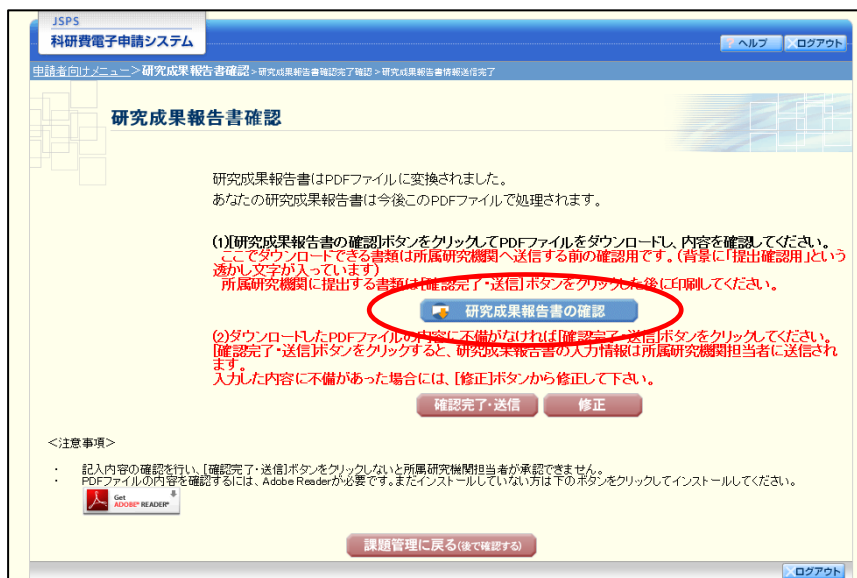 JSPS
科研費電子申請システム
ヘルプ ログアウト
申請者向けメニュー>研究成果報告書確認>研究成果報告書確認完了確認>研究成果報告書情報送信完了
研究成果報告書確認
研究成果報告書はPDFファイルに変換されました。
あなたの研究成果報告書は今後このPDFファイルで処理されます。
(1)[研究成果報告書の確認]ボタンをクリックしてPDFファイルをダウンロードし、内容を確認してください。
ここでダウンロードできる書類は所属研究機関へ送信する前の確認用です。(背景に「提出確認用」という
透かし文字が入っています)
所属研究機関に提出する書類は[確認完了・送信]ボタンをクリックした後に印刷してください。
研究成果報告書の確認
(2)ダウンロードしたPDFファイルの内容に不備がなければ[確認完了・送信]ボタンをクリックしてください。
[確認完了・送信]ボタンをクリックすると、研究成果報告書の入力情報は所属研究機関担当者に送信され
ます。
入力した内容に不備があった場合には、[修正]ボタンから修正して下さい。
確認完了・送信 修正
<注意事項>
・ 記入内容の確認を行い、[確認完了・送信]ボタンをクリックしないと所属研究機関担当者が承認できません。
・ PDFファイルの内容を確認するには、Adobe Readerが必要です。まだインストールしていない方は下のボタンをクリックしてインストールしてください。
Get
ADOBE® READER®
課題管理に戻る(後で確認する)
ログアウト